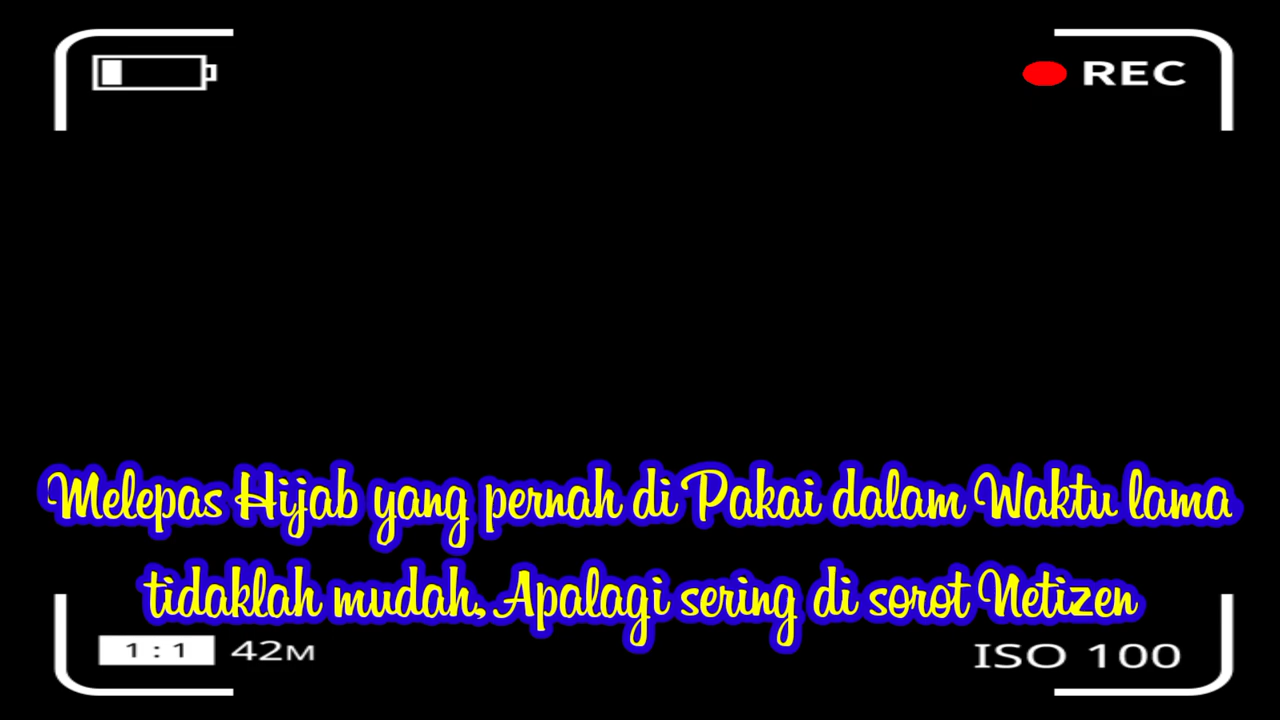 REC
Melepas Hijab yang pernah di Pakai dalam Waktu lama
tidaklah mudah, Apalagi sering di sorot Netizen
1 : 1 42M
ISO 100